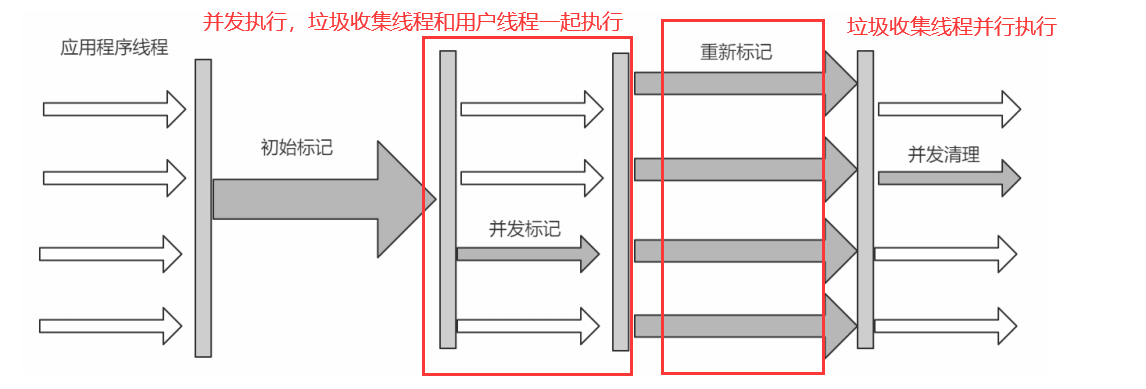 并发执行，垃圾收集线程和用户线程一起执行
垃圾收集线程并行执行
应用程序线程
重新标记
初始标记
并发清理
并发标记